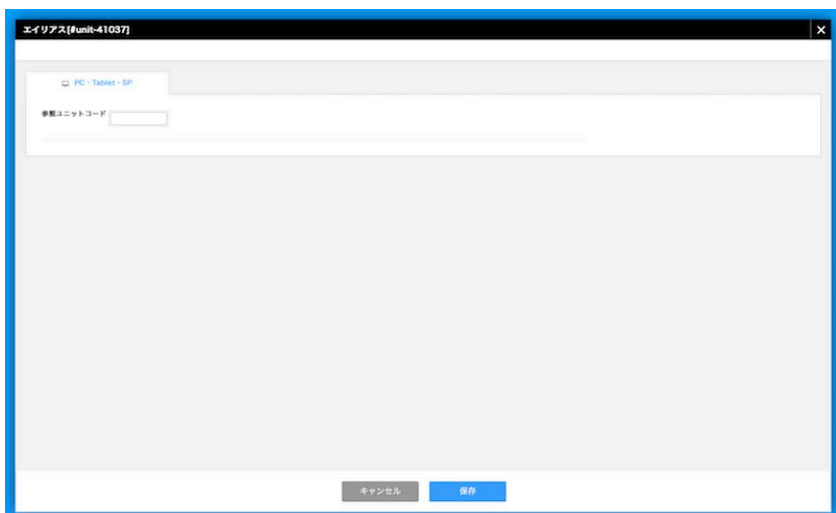 エイリアス[#unit-41037]
PC - Tablet - SP
参照ユニットコード
キャンセル
保存